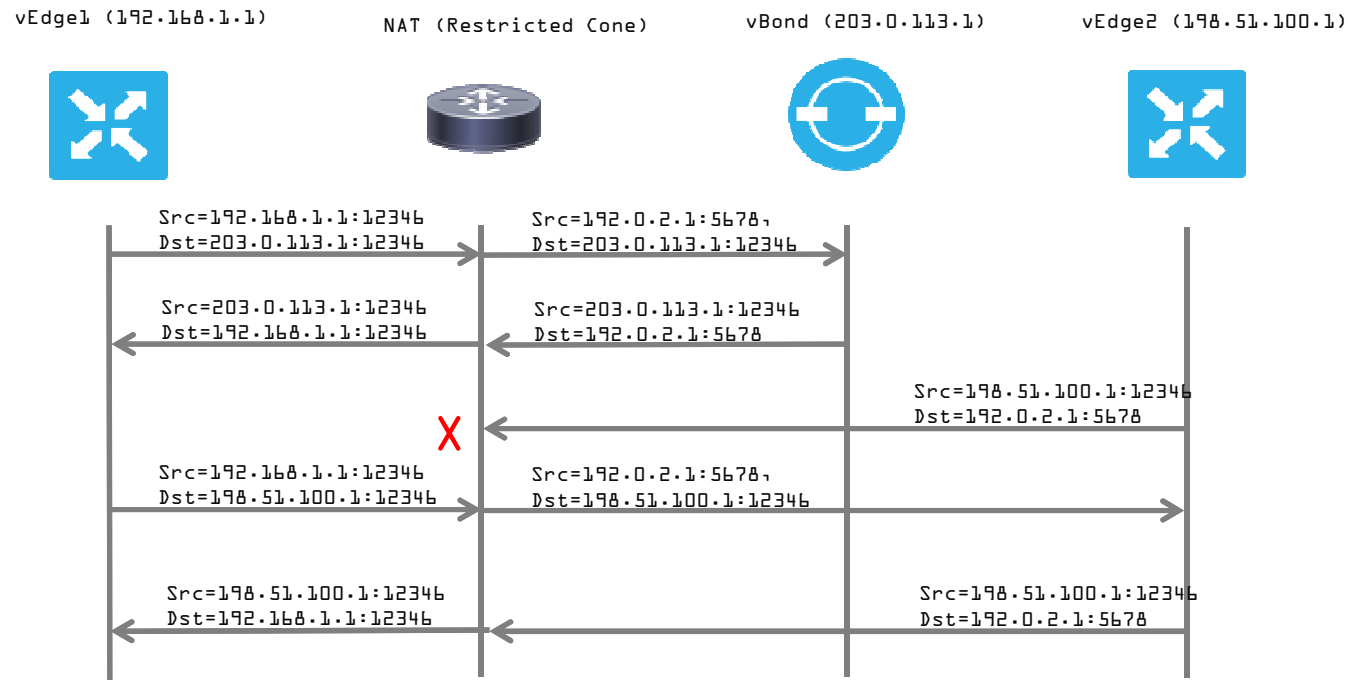 vEdge1 (192.168.1.1)
NAT (Restricted Cone)
vBond (203.0.113.1)
vEdge2 (198.51.100.1)
Src=192.168.1.1:12346
Dst=203.0.113.1:12346
Src=192.0.2.1:5678,
Dst=203.0.113.1:12346
Src=203.0.113.1:12346
Dst=192.168.1.1:12346
Src=203.0.113.1:12346
Dst=192.0.2.1:5678
Src=198.51.100.1:12346
Dst=192.0.2.1:5678
X
Src=192.168.1.1:12346
Dst=198.51.100.1:12346
Src=192.0.2.1:5678,
Dst=198.51.100.1:12346
Src=198.51.100.1:12346
Dst=192.168.1.1:12346
Src=198.51.100.1:12346
Dst=192.0.2.1:5678